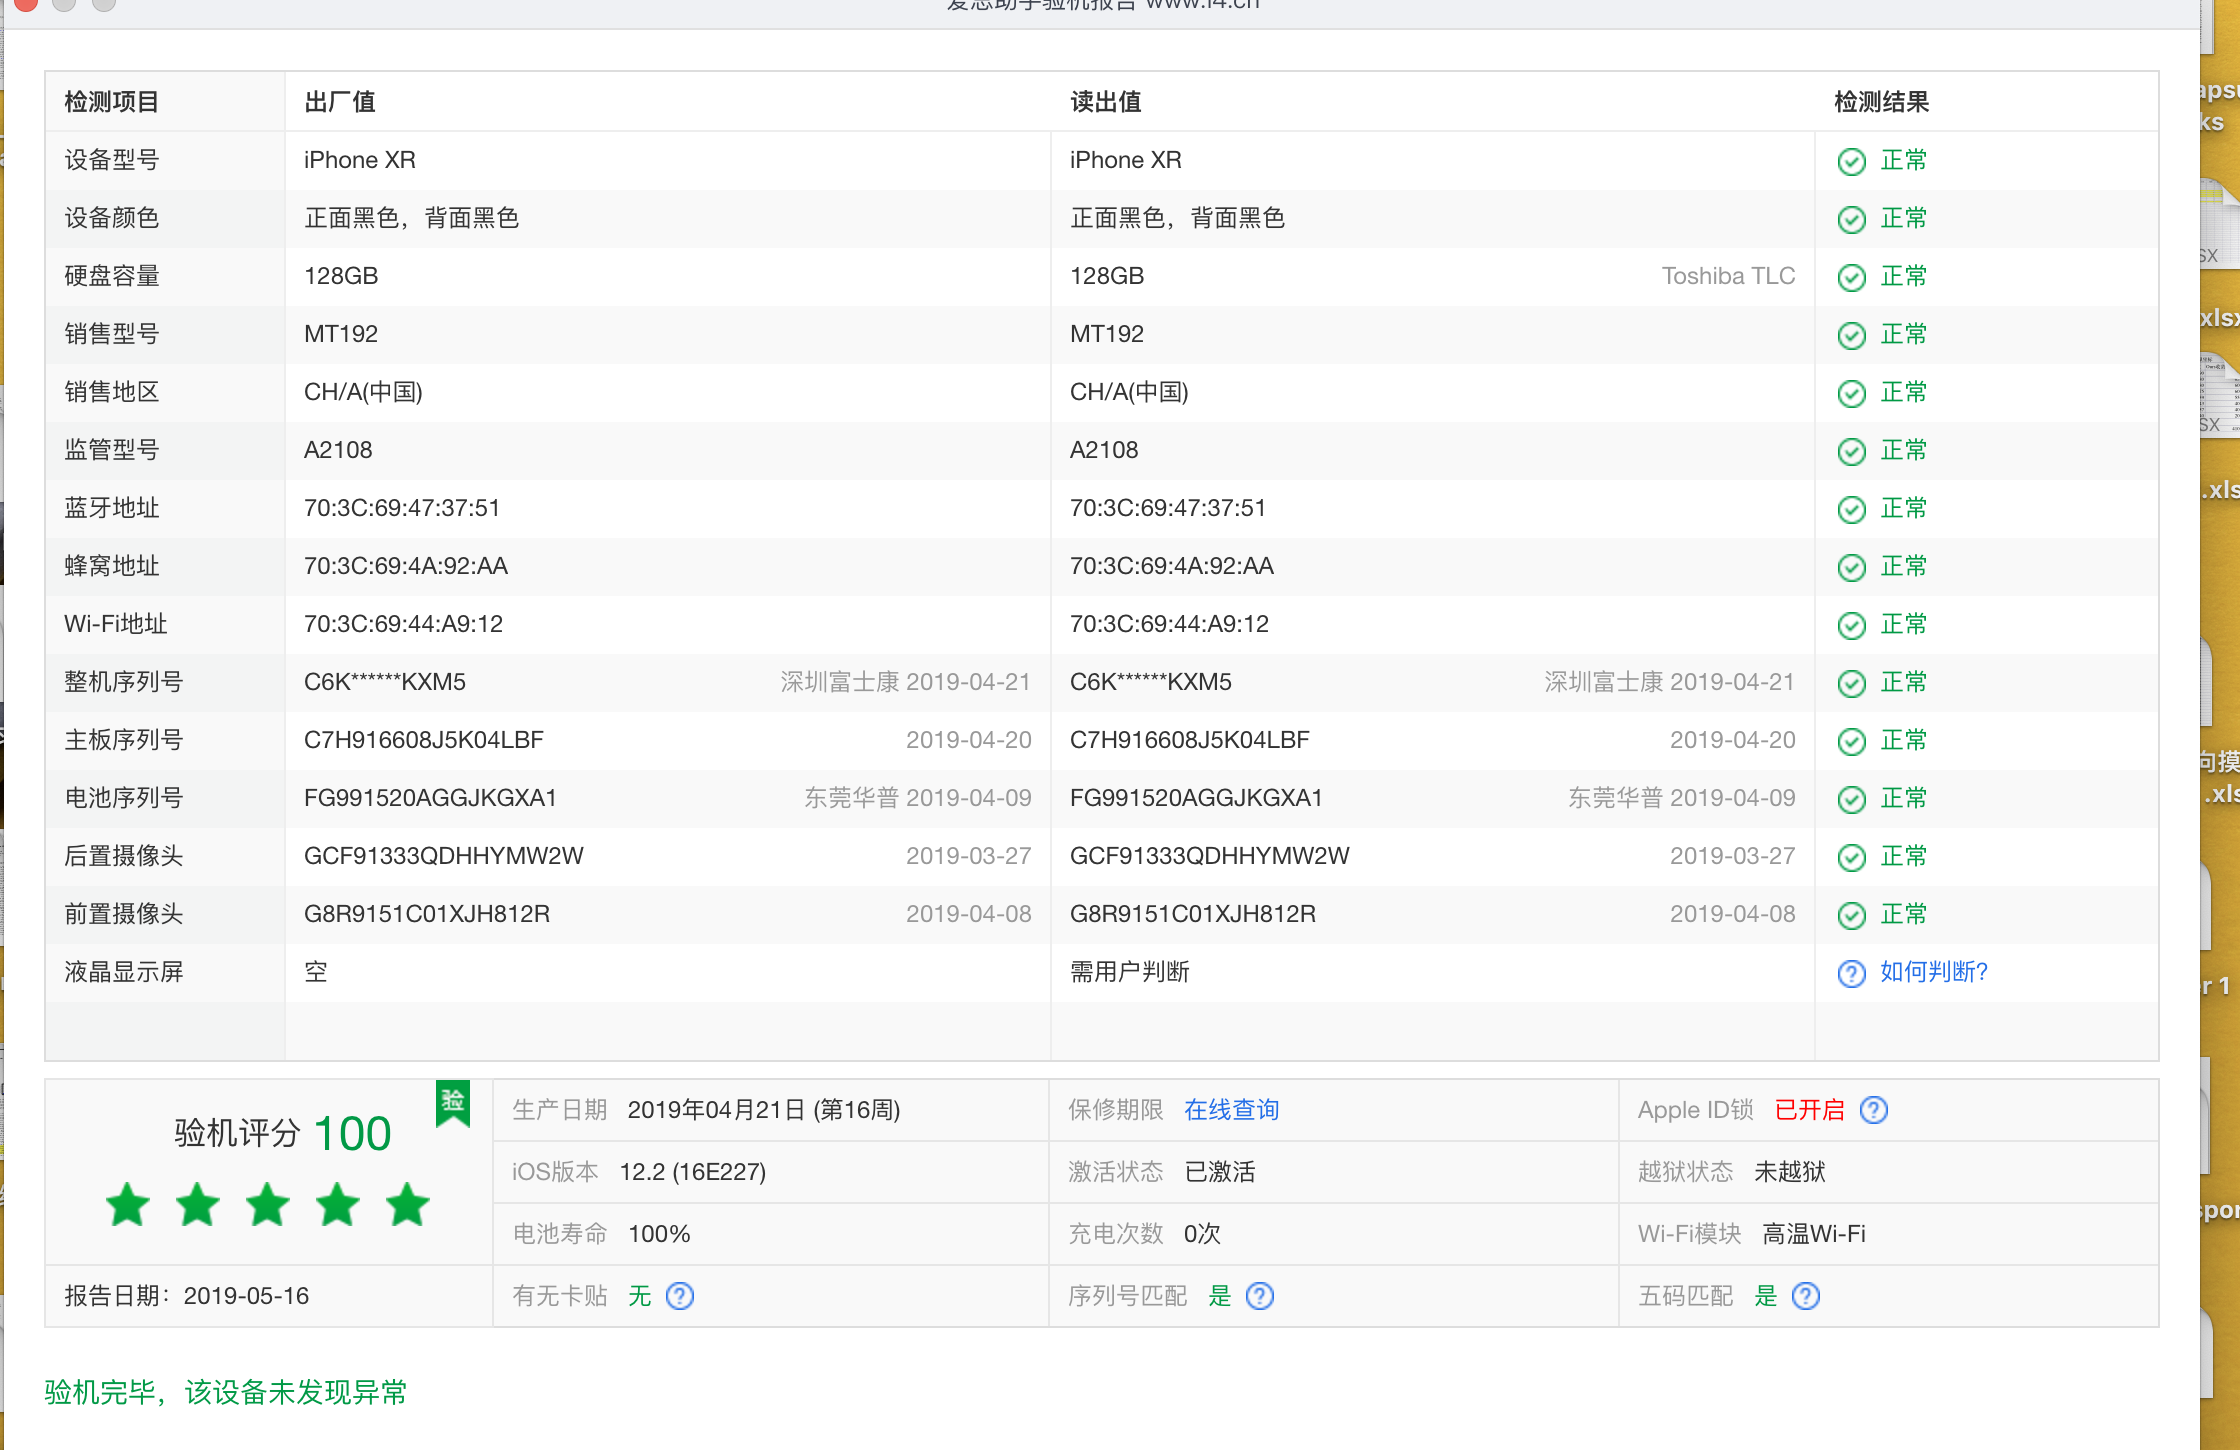 爱思助手验机报告 www.i4.cn
检测项目 出厂值 读出值 检测结果
设备型号 iPhone XR iPhone XR 正常
设备颜色 正面黑色，背面黑色 正面黑色，背面黑色 正常
硬盘容量 128GB 128GB Toshiba TLC 正常
销售型号 MT192 MT192 正常
销售地区 CH/A(中国) CH/A(中国) 正常
监管型号 A2108 A2108 正常
蓝牙地址 70:3C:69:47:37:51 70:3C:69:47:37:51 正常
蜂窝地址 70:3C:69:4A:92:AA 70:3C:69:4A:92:AA 正常
Wi-Fi地址 70:3C:69:44:A9:12 70:3C:69:44:A9:12 正常
整机序列号 C6K******KXM5 深圳富士康 2019-04-21 C6K******KXM5 深圳富士康 2019-04-21 正常
主板序列号 C7H916608J5K04LBF 2019-04-20 C7H916608J5K04LBF 2019-04-20 正常
电池序列号 FG991520AGGJKGXA1 东莞华普 2019-04-09 FG991520AGGJKGXA1 东莞华普 2019-04-09 正常
后置摄像头 GCF91333QDHHYMW2W 2019-03-27 GCF91333QDHHYMW2W 2019-03-27 正常
前置摄像头 G8R9151C01XJH812R 2019-04-08 G8R9151C01XJH812R 2019-04-08 正常
液晶显示屏 空 需用户判断 如何判断?
验机评分 100 验
生产日期 2019年04月21日 (第16周) 保修期限 在线查询 Apple ID锁 已开启
iOS版本 12.2 (16E227) 激活状态 已激活 越狱状态 未越狱
电池寿命 100% 充电次数 0次 Wi-Fi模块 高温Wi-Fi
报告日期：2019-05-16 有无卡贴 无 序列号匹配 是 五码匹配 是
验机完毕，该设备未发现异常
apsu
ks
SX
xlsx
SX
.xls
向摸
.xls
er 1
spor